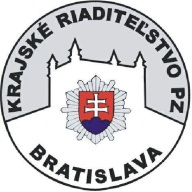 KRAJSKÉ RIADITEĽSTVO PZ
BRATISLAVA